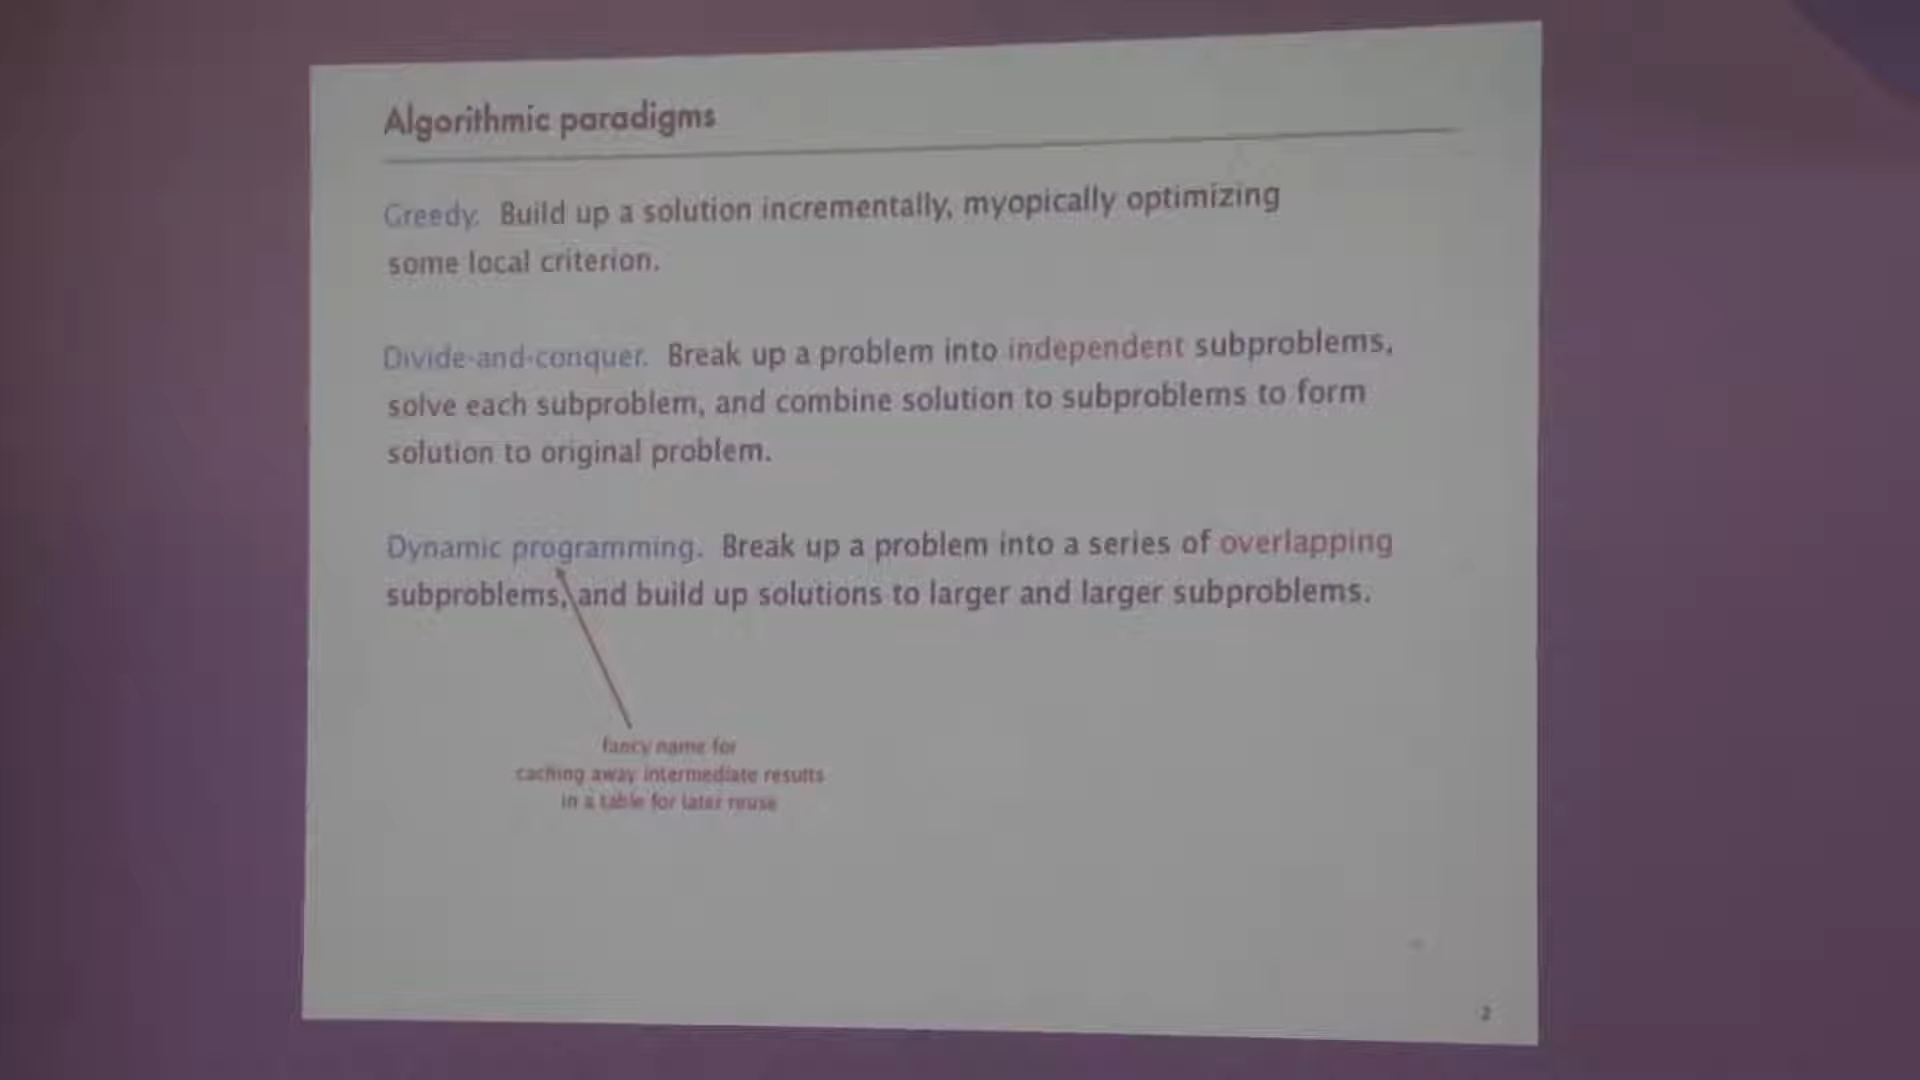 Algorithmic paradigms
Greedy. Build up a solution incrementally, myopically optimizing
some local criterion.
Divide-and-conquer. Break up a problem into independent subproblems,
solve each subproblem, and combine solution to subproblems to form
solution to original problem.
Dynamic programming. Break up a problem into a series of overlapping
subproblems, and build up solutions to larger and larger subproblems.
fancy name for
caching away intermediate results
in a table for later reuse
2